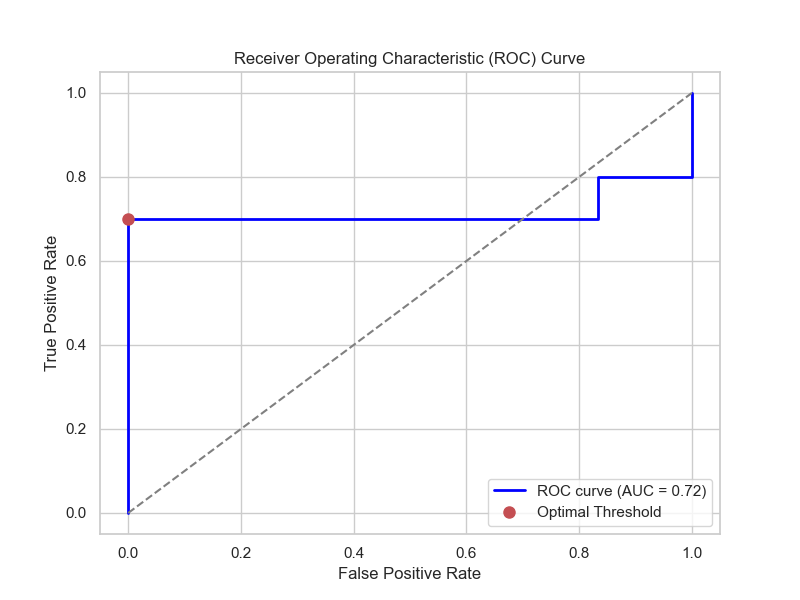 Receiver Operating Characteristic (ROC) Curve
True Positive Rate
1.0
0.8
0.6
0.4
0.2
0.0
ROC curve (AUC = 0.72)
Optimal Threshold
0.0 0.2 0.4 0.6 0.8 1.0
False Positive Rate